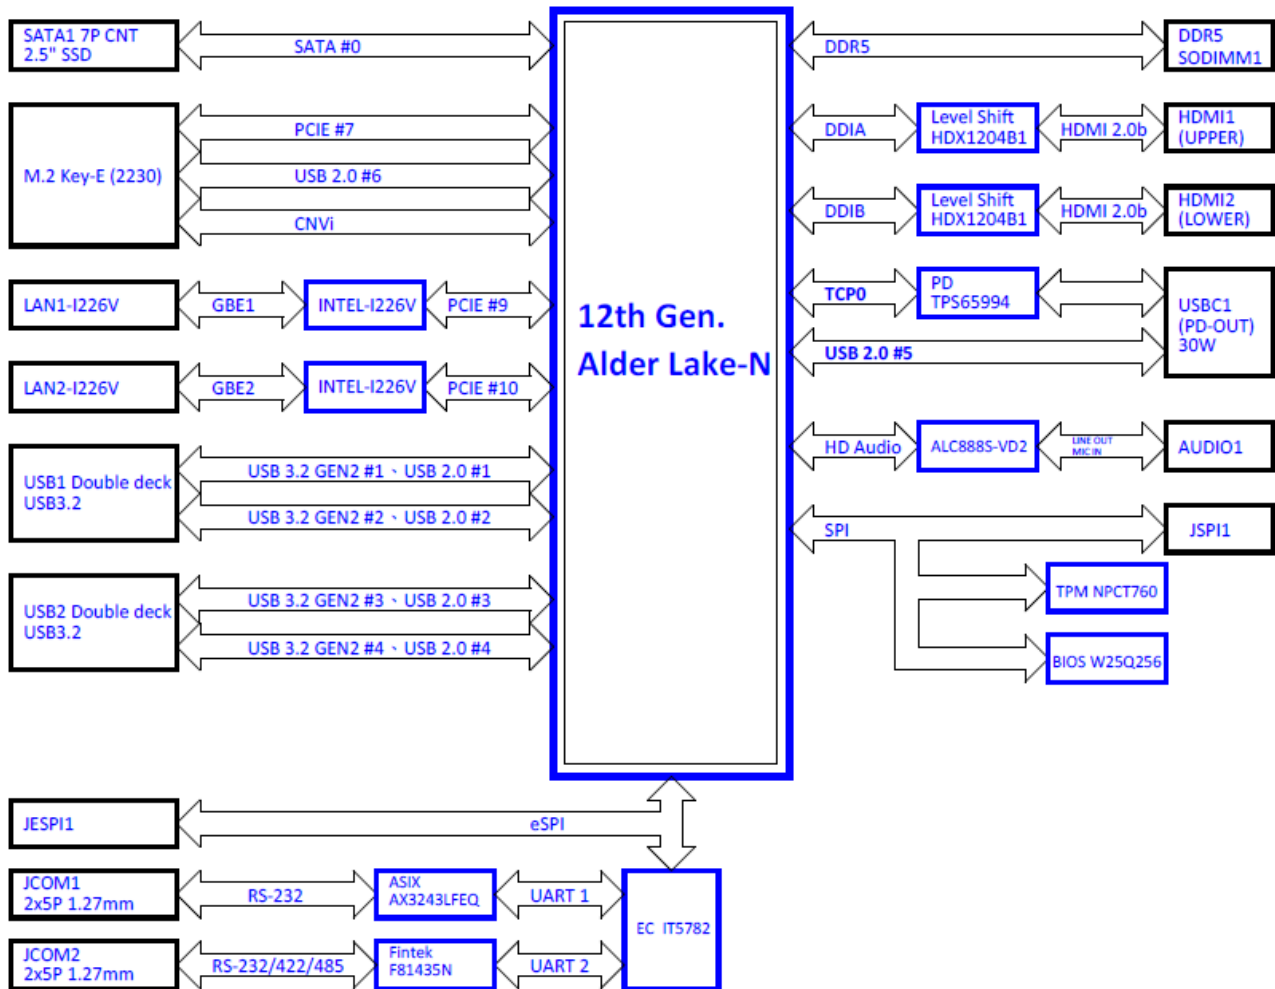 SATA1 7P CNT
2.5" SSD
SATA #0
M.2 Key-E (2230)
PCIE #7
USB 2.0 #6
CNVi
LAN1-I226V
GBE1
INTEL-I226V
PCIE #9
LAN2-I226V
GBE2
INTEL-I226V
PCIE #10
USB1 Double deck
USB3.2
USB 3.2 GEN2 #1、USB 2.0 #1
USB 3.2 GEN2 #2、USB 2.0 #2
USB2 Double deck
USB3.2
USB 3.2 GEN2 #3、USB 2.0 #3
USB 3.2 GEN2 #4、USB 2.0 #4
12th Gen.
Alder Lake-N
DDR5
DDR5
SODIMM1
DDIA
Level Shift
HDX1204B1
HDMI 2.0b
HDMI1
(UPPER)
DDIB
Level Shift
HDX1204B1
HDMI 2.0b
HDMI2
(LOWER)
TCP0
PD
TPS65994
USB 2.0 #5
USBC1
(PD-OUT)
30W
HD Audio
ALC888S-VD2
LINE OUT
MIC IN
AUDIO1
SPI
JSPI1
TPM NPCT760
BIOS W25Q256
JESPI1
eSPI
JCOM1
2x5P 1.27mm
RS-232
ASIX
AX3243LFEQ
UART 1
EC IT5782
JCOM2
2x5P 1.27mm
RS-232/422/485
Fintek
F81435N
UART 2